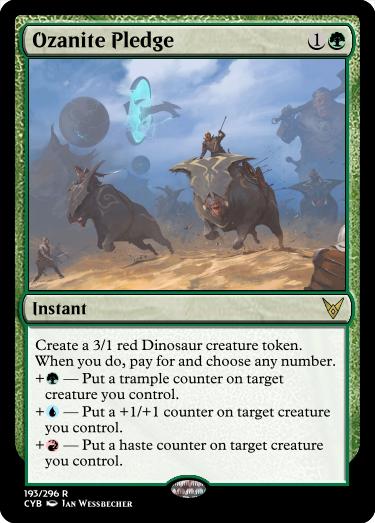 Ozanite Pledge 1
Instant
Create a 3/1 red Dinosaur creature token.
When you do, pay for and choose any number.
+ — Put a trample counter on target
creature you control.
+ — Put a +1/+1 counter on target creature
you control.
+ — Put a haste counter on target creature
you control.
193/296 R
CYB Ian Wessbecher